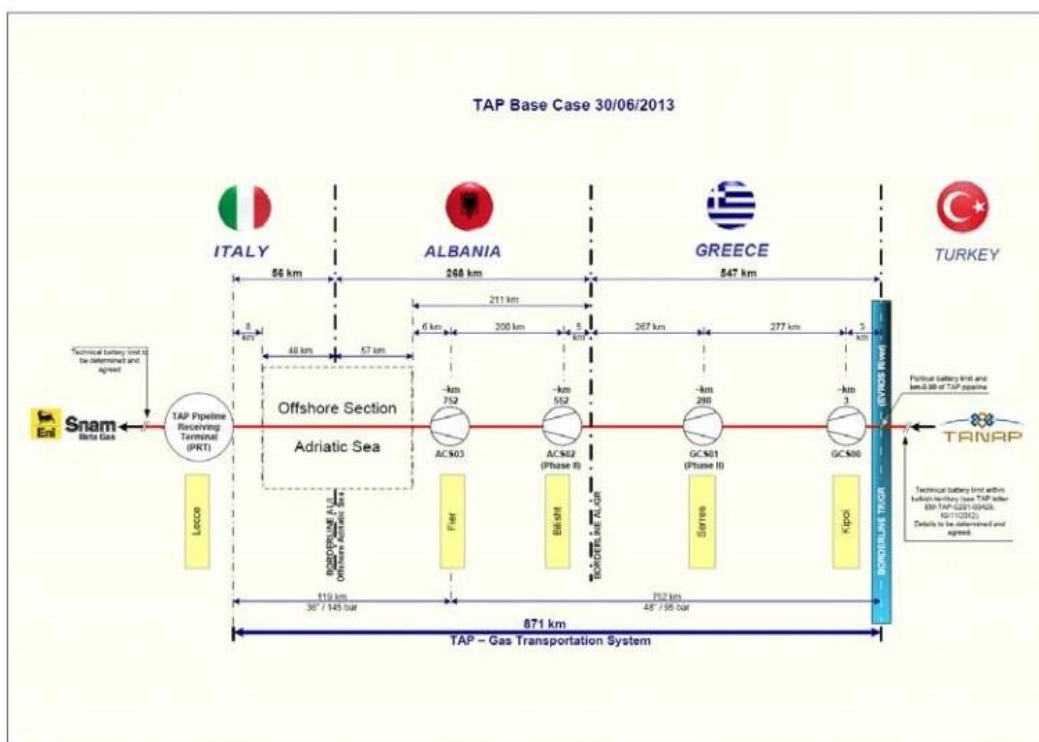 TAP Base Case 30/06/2013
ITALY
ALBANIA
GREECE
TURKEY
56 km
268 km
547 km
211 km
8
km
6 km
200 km
5
km
267 km
277 km
3
km
48 km
57 km
Technical battery limit to
be determined and
agreed
Eni
Snam
Rete Gas
TAP Pipeline
Receiving
Terminal
(PRT)
Offshore Section
Adriatic Sea
~km
752
ACS03
~km
552
ACS02
(Phase II)
~km
280
GCS01
(Phase II)
~km
3
GCS00
(EVROS River)
BORDERLINE TR/GR
Political battery limit and
km 0.00 of TAP pipeline
TANAP
Technical battery limit within
turkish territory (see TAP letter
Details to be determined and
agreed.
Lecce
BORDERLINE AL/I
Offshore Adriatic Sea
Fier
Bilisht
BORDERLINE AL/GR
Serres
Kipoi
119 km
36" / 145 bar
752 km
48" / 95 bar
871 km
TAP – Gas Transportation System